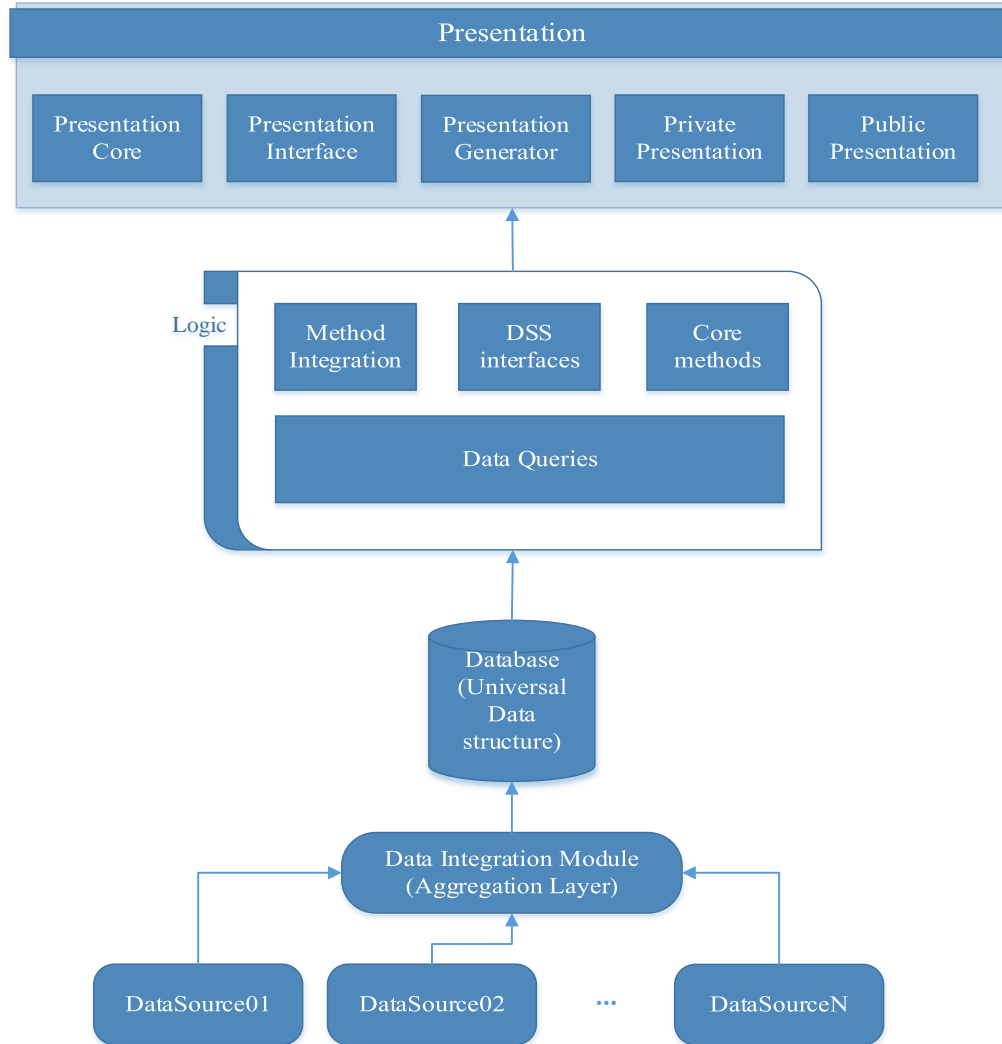 Presentation
Presentation
Core
Presentation
Interface
Presentation
Generator
Private
Presentation
Public
Presentation
Logic
Method
Integration
DSS
interfaces
Core
methods
Data Queries
Database
(Universal
Data
structure)
Data Integration Module
(Aggregation Layer)
DataSource01
DataSource02
...
DataSourceN